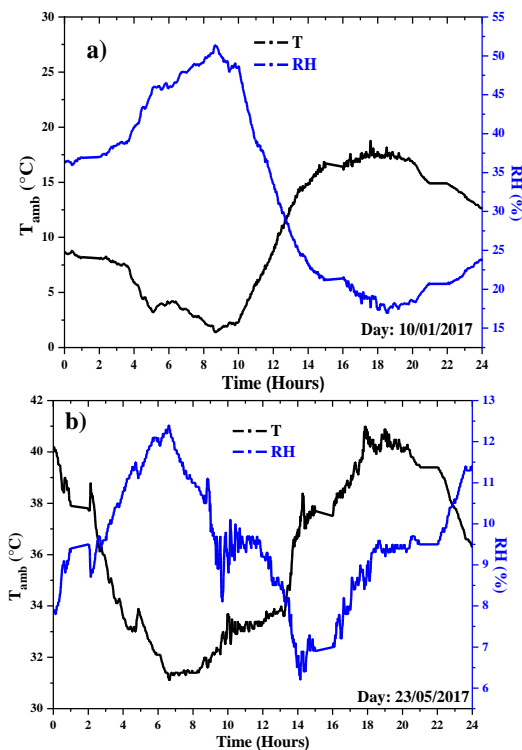 a)
T
RH
30
25
20
15
10
5
0
T_amb (°C)
55
50
45
40
35
30
25
20
15
RH (%)
Day: 10/01/2017
0 2 4 6 8 10 12 14 16 18 20 22 24
Time (Hours)
b)
T
RH
42
40
38
36
34
33
31
30
T_amb (°C)
13
12
11
10
9
8
7
6
RH (%)
Day: 23/05/2017
0 2 4 6 8 10 12 14 16 18 20 22 24
Time (Hours)